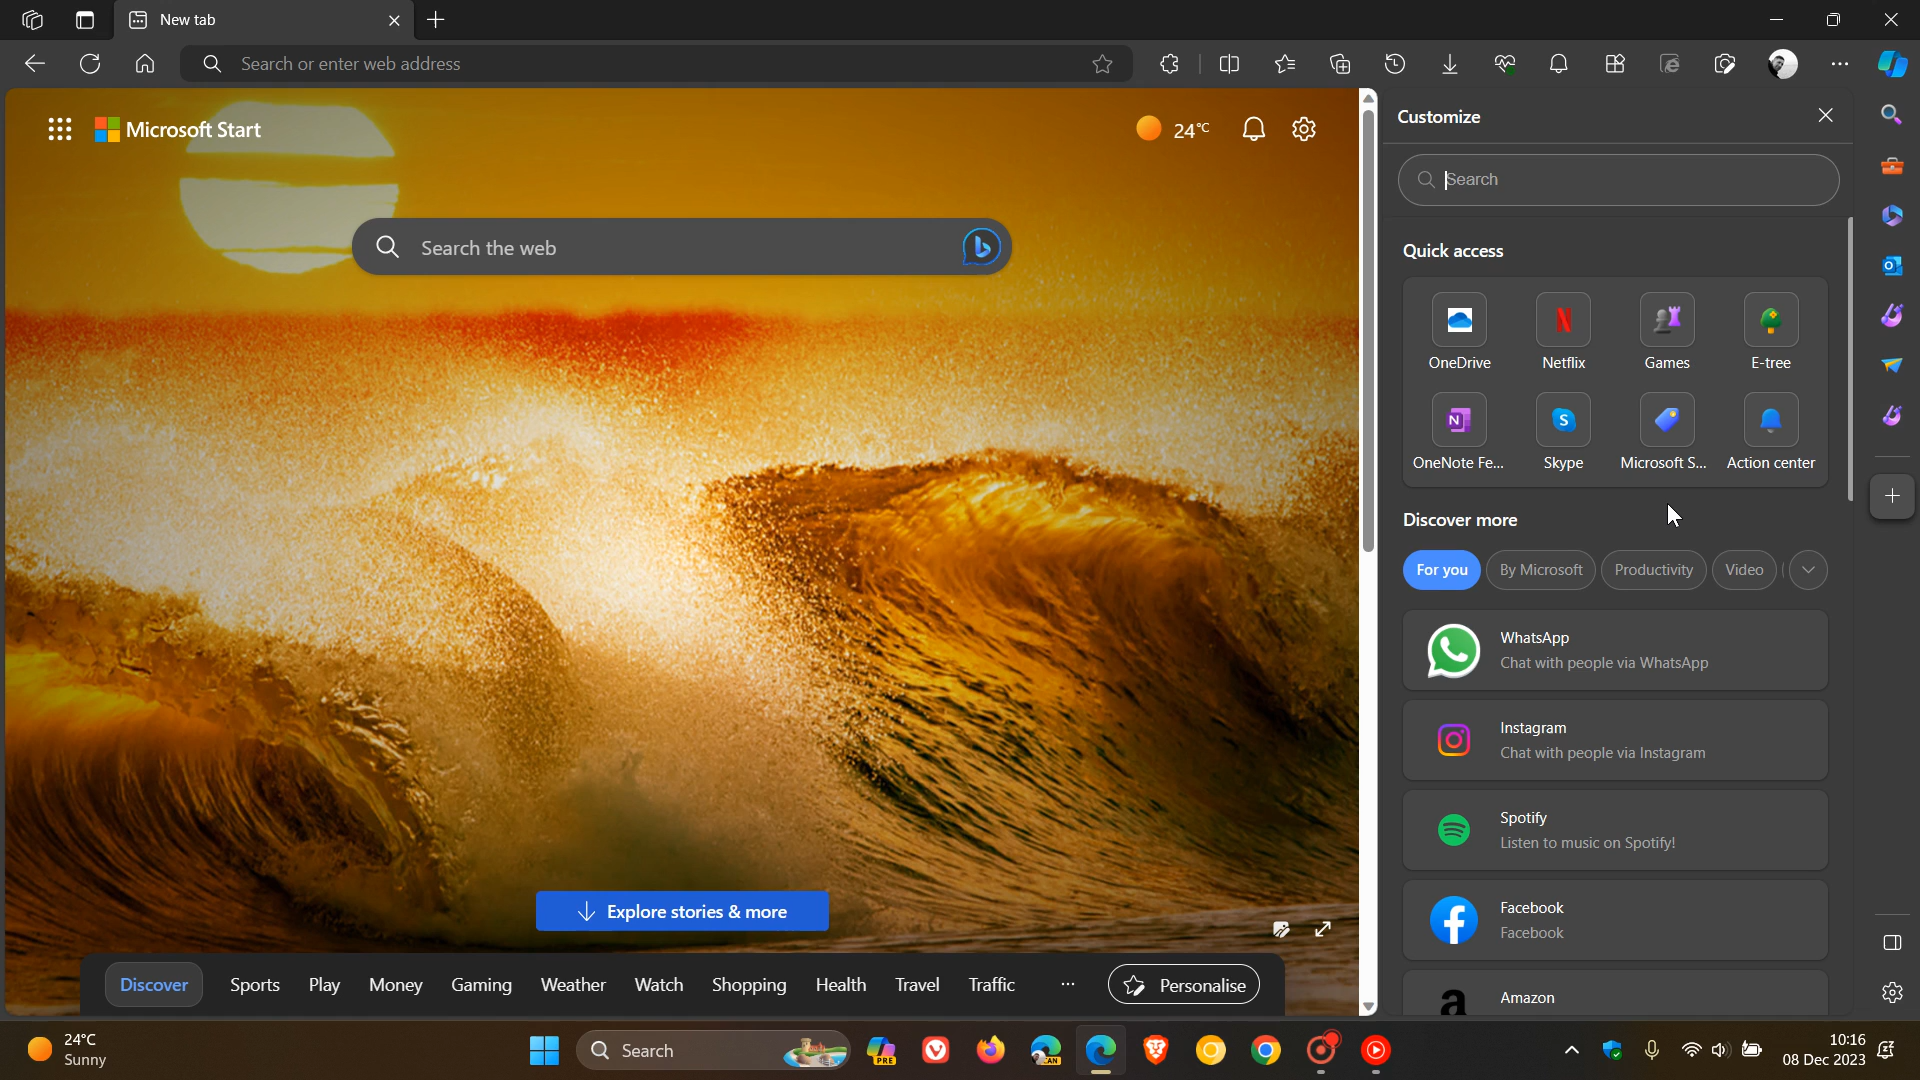 New tab
Search or enter web address
Microsoft Start
24°C
Search the web
Customize
Search
Quick access
OneDrive
Netflix
Games
E-tree
OneNote Fe...
Skype
Microsoft S...
Action center
Discover more
For you
By Microsoft
Productivity
Video
WhatsApp
Chat with people via WhatsApp
Instagram
Chat with people via Instagram
Spotify
Listen to music on Spotify!
Facebook
Facebook
Amazon
Explore stories & more
Discover
Sports
Play
Money
Gaming
Weather
Watch
Shopping
Health
Travel
Traffic
...
Personalise
24°C
Sunny
Search
PRE
CAN
10:16
08 Dec 2023